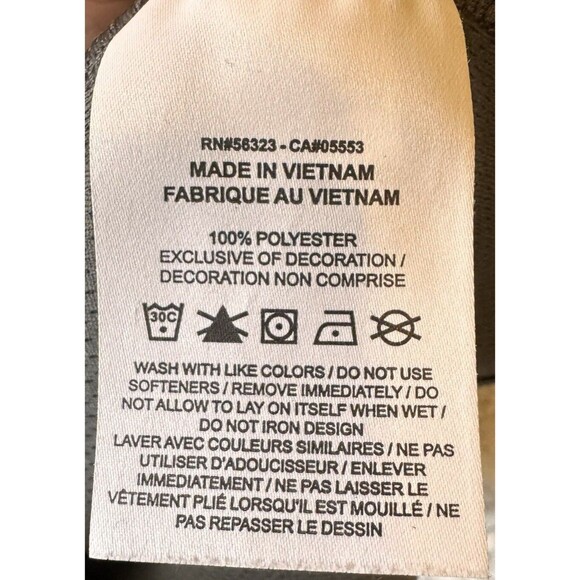 RN#56323 - CA#05553
MADE IN VIETNAM
FABRIQUE AU VIETNAM
100% POLYESTER
EXCLUSIVE OF DECORATION /
DECORATION NON COMPRISE
30C
WASH WITH LIKE COLORS / DO NOT USE
SOFTENERS / REMOVE IMMEDIATELY / DO
NOT ALLOW TO LAY ON ITSELF WHEN WET /
DO NOT IRON DESIGN
LAVER AVEC COULEURS SIMILAIRES / NE PAS
UTILISER D'ADOUCISSEUR / ENLEVER
IMMÉDIATEMENT / NE PAS LAISSER LE
VÊTEMENT PLIÉ LORSQU'IL EST MOUILLÉ / NE
PAS REPASSER LE DESSIN